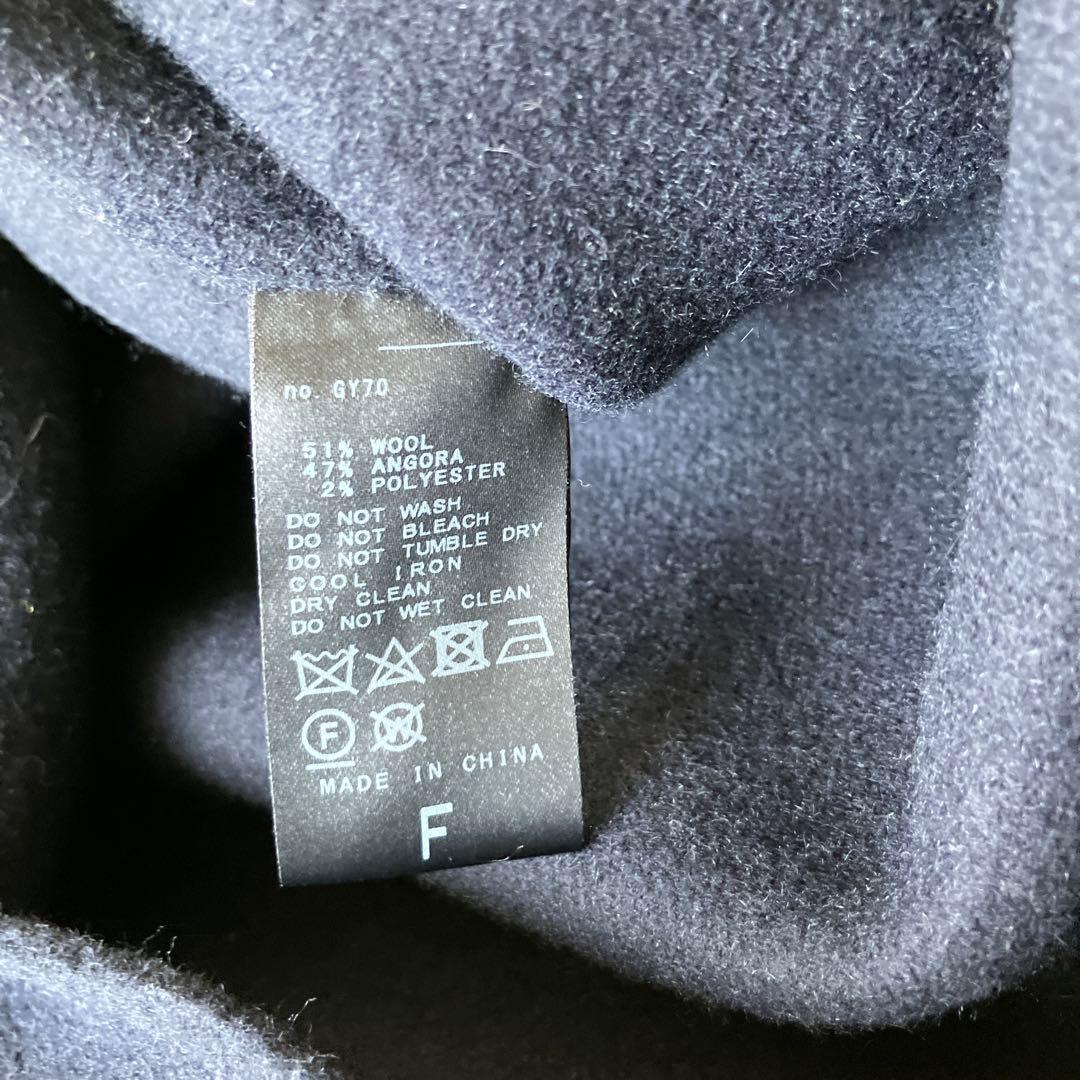 no. GY70
51% WOOL
47% ANGORA
2% POLYESTER
DO NOT WASH
DO NOT BLEACH
DO NOT TUMBLE DRY
COOL IRON
DRY CLEAN
DO NOT WET CLEAN
F W
MADE IN CHINA
F